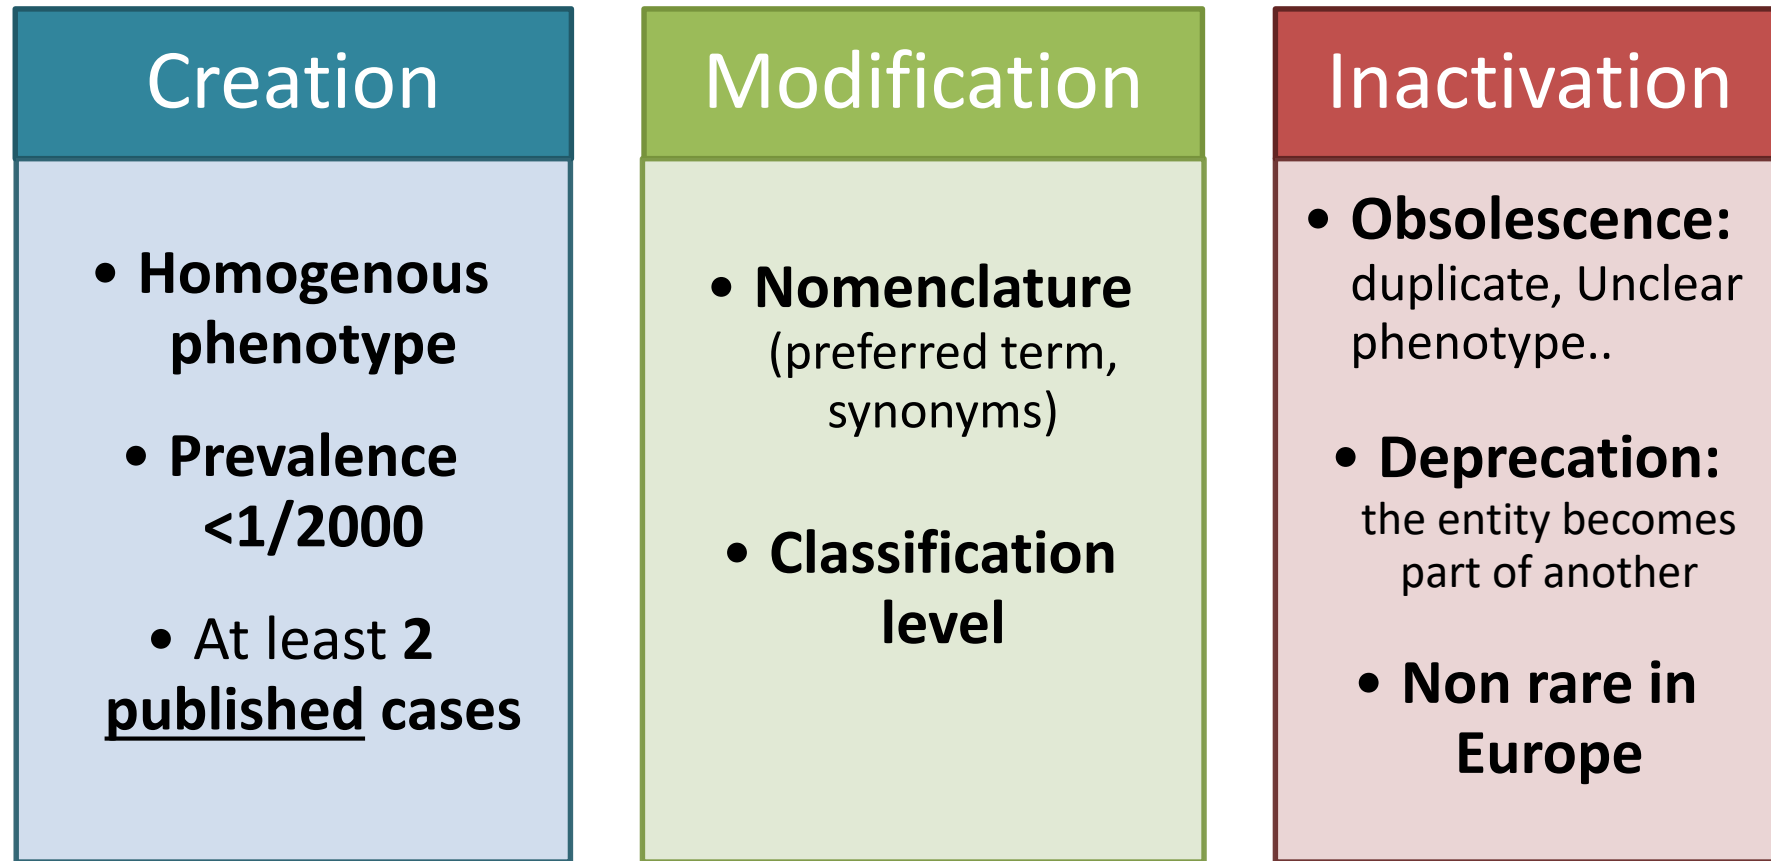 Creation
• Homogenous
phenotype
• Prevalence
<1/2000
• At least 2
published cases
Modification
• Nomenclature
(preferred term,
synonyms)
• Classification
level
Inactivation
• Obsolescence:
duplicate, Unclear
phenotype..
• Deprecation:
the entity becomes
part of another
• Non rare in
Europe